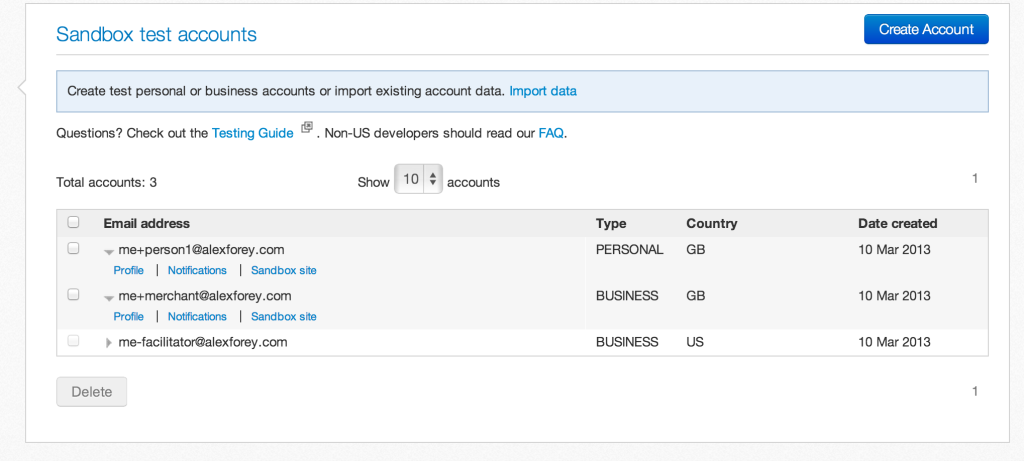 Sandbox test accounts
Create Account
Create test personal or business accounts or import existing account data. Import data
Questions? Check out the Testing Guide . Non-US developers should read our FAQ.
Total accounts: 3 Show 10 accounts 1
Email address Type Country Date created
me+person1@alexforey.com PERSONAL GB 10 Mar 2013
Profile | Notifications | Sandbox site
me+merchant@alexforey.com BUSINESS GB 10 Mar 2013
Profile | Notifications | Sandbox site
me-facilitator@alexforey.com BUSINESS US 10 Mar 2013
Delete 1